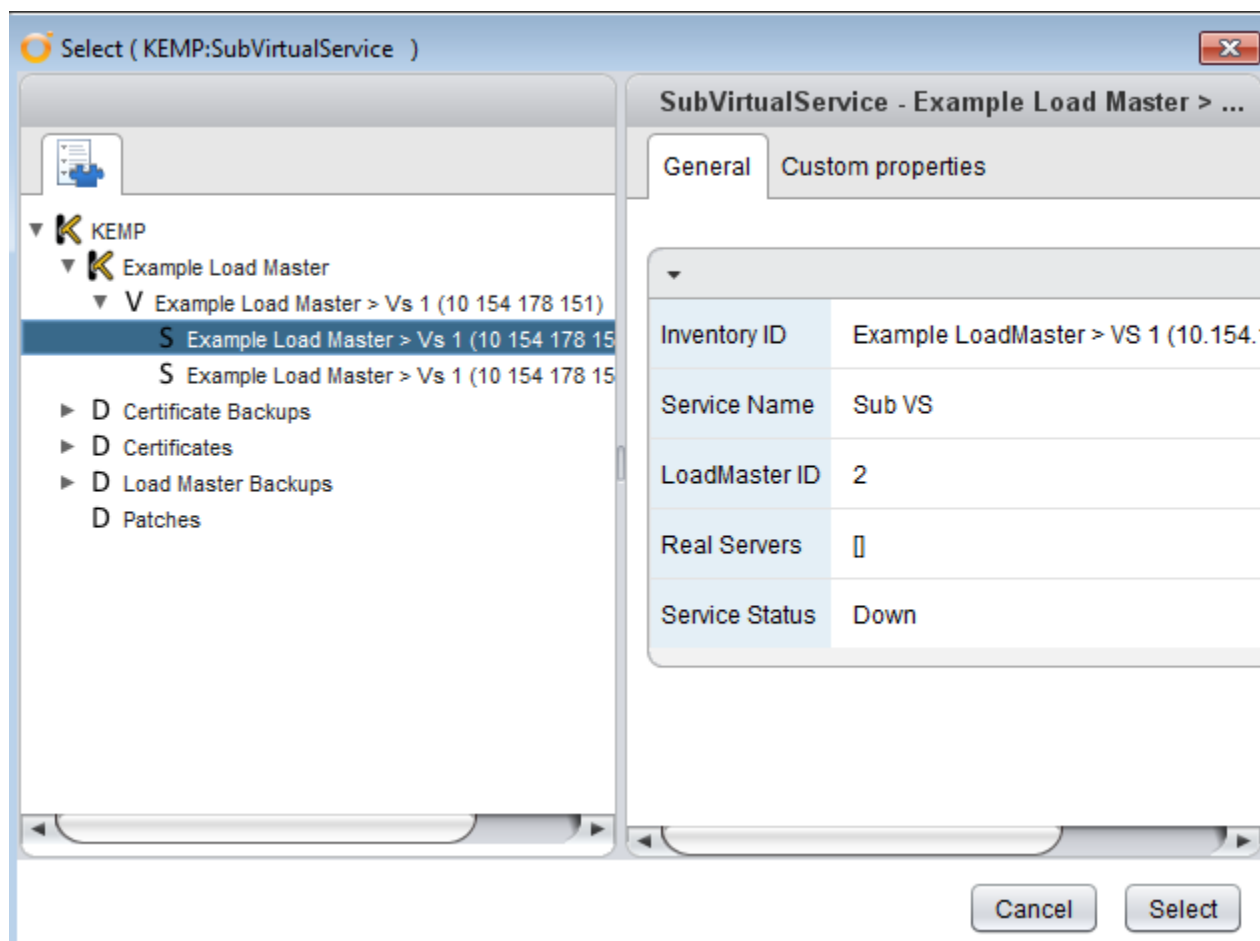 Select ( KEMP:SubVirtualService )
SubVirtualService - Example Load Master > ...
General
Custom properties
KEMP
Example Load Master
V Example Load Master > Vs 1 (10 154 178 151)
S Example Load Master > Vs 1 (10 154 178 15
S Example Load Master > Vs 1 (10 154 178 15
D Certificate Backups
D Certificates
D Load Master Backups
D Patches
Inventory ID Example LoadMaster > VS 1 (10.154.
Service Name Sub VS
LoadMaster ID 2
Real Servers []
Service Status Down
Cancel
Select